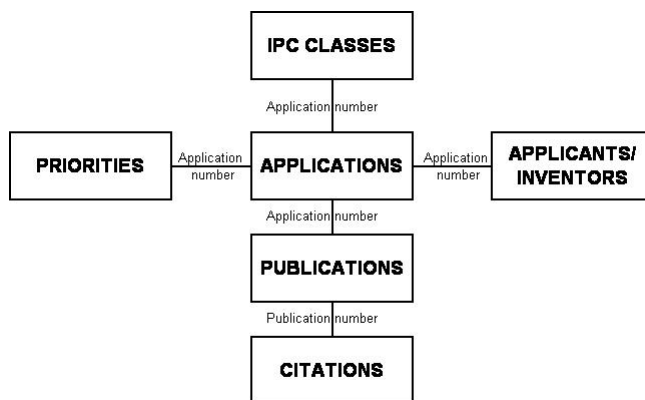 IPC CLASSES
Application number
PRIORITIES
Application
number
APPLICATIONS
Application
number
APPLICANTS/
INVENTORS
Application number
PUBLICATIONS
Publication number
CITATIONS